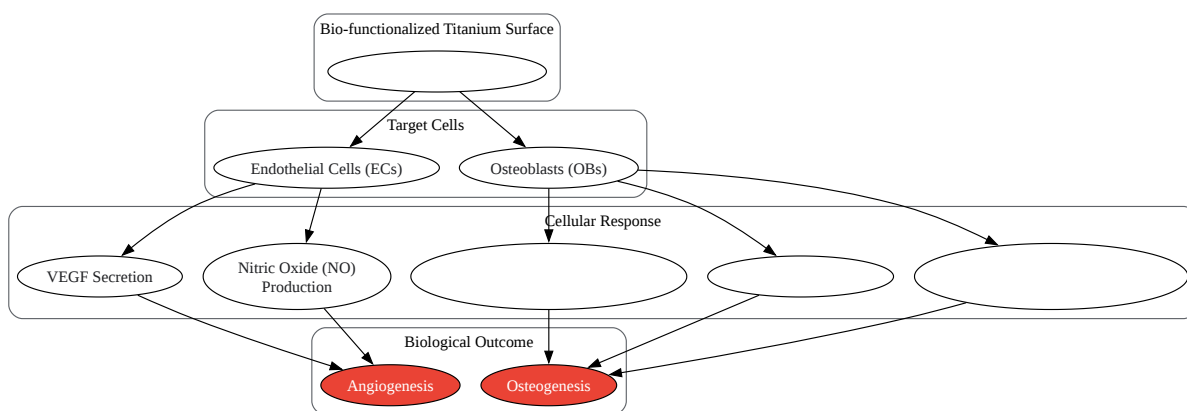 Bio-functionalized Titanium Surface
Target Cells
Endothelial Cells (ECs)
Osteoblasts (OBs)
Cellular Response
VEGF Secretion
Nitric Oxide (NO)
Production
Biological Outcome
Angiogenesis
Osteogenesis